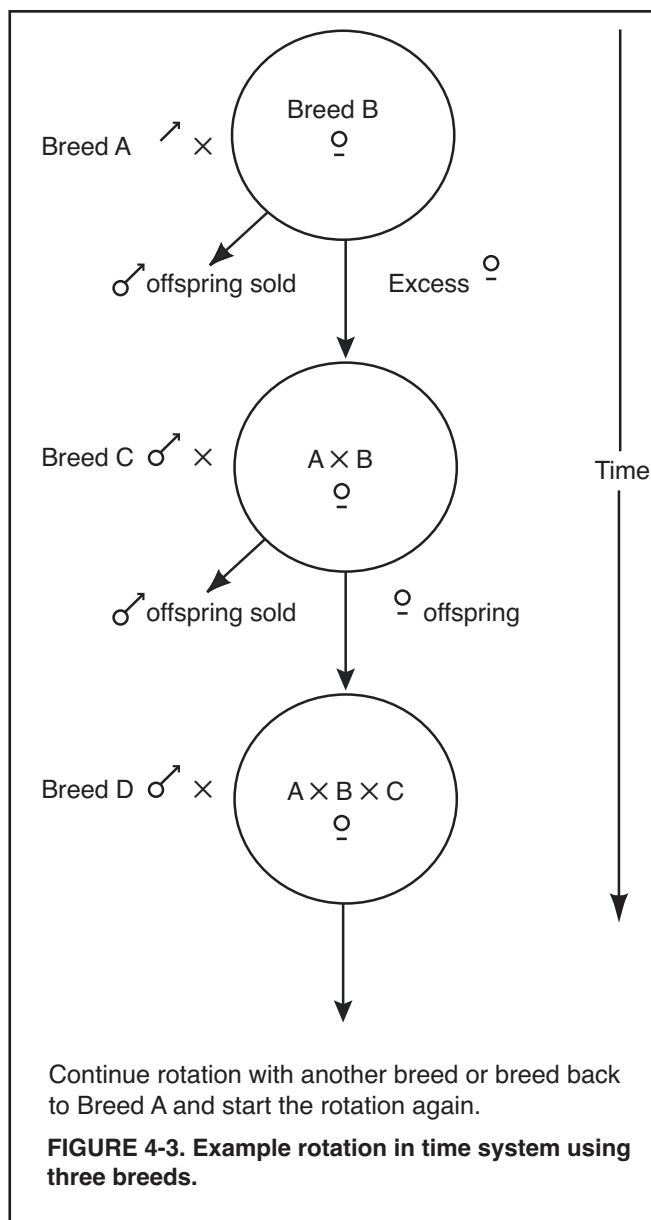 Breed B
♀
Breed A ↗ ×
♂ offspring sold
Excess ♀
Breed C ♂ ×
A × B
♀
Time
♂ offspring sold
♀ offspring
Breed D ♂ ×
A × B × C
♀
Continue rotation with another breed or breed back
to Breed A and start the rotation again.
FIGURE 4-3. Example rotation in time system using
three breeds.